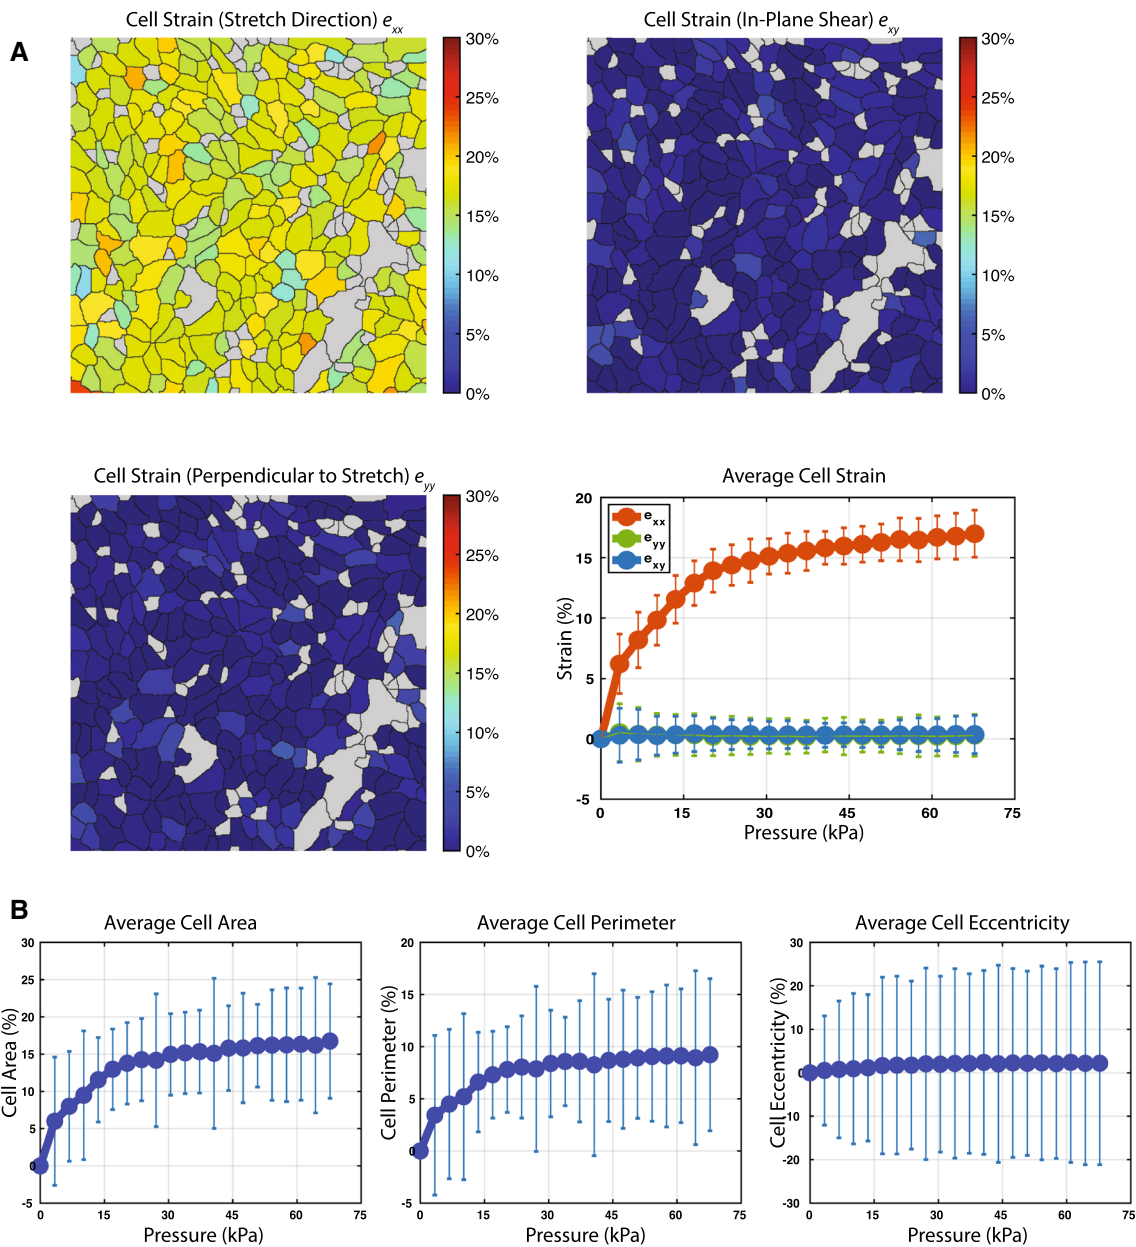 A
Cell Strain (Stretch Direction) exx
30%
25%
20%
15%
10%
5%
0%
Cell Strain (In-Plane Shear) exy
30%
25%
20%
15%
10%
5%
0%
Cell Strain (Perpendicular to Stretch) eyy
30%
25%
20%
15%
10%
5%
0%
Average Cell Strain
exx
eyy
exy
Strain (%)
20
15
10
5
0
-5
0 15 30 45 60 75
Pressure (kPa)
B
Average Cell Area
Cell Area (%)
30
25
20
15
10
5
0
-5
0 15 30 45 60 75
Pressure (kPa)
Average Cell Perimeter
Cell Perimeter (%)
20
15
10
5
0
-5
0 15 30 45 60 75
Pressure (kPa)
Average Cell Eccentricity
Cell Eccentricity (%)
30
20
10
0
-10
-20
-30
0 15 30 45 60 75
Pressure (kPa)